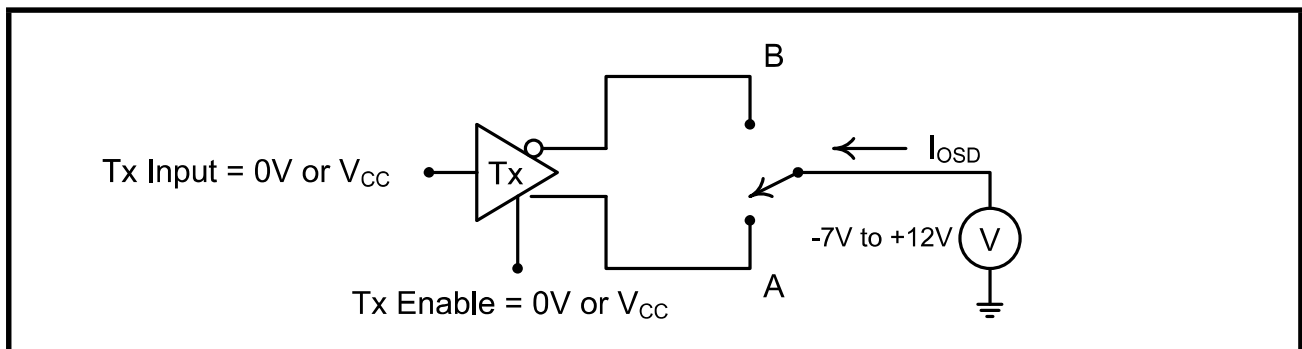 B
I_OSD
Tx Input = 0V or V_CC
Tx
-7V to +12V
V
A
Tx Enable = 0V or V_CC